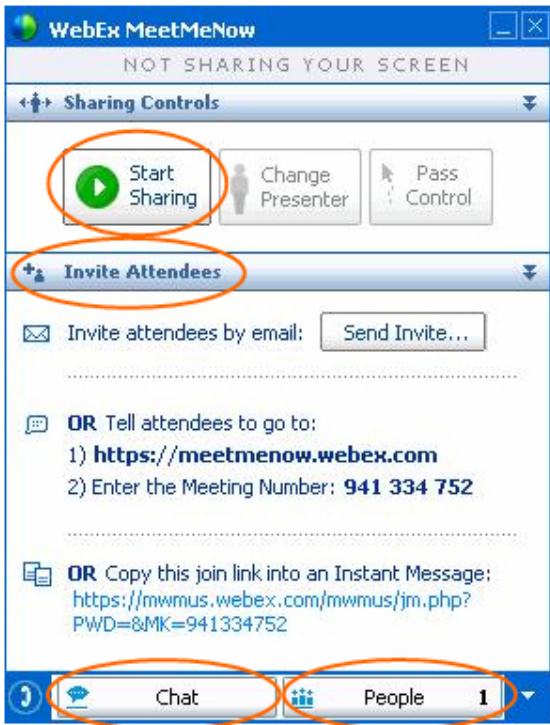 WebEx MeetMeNow
NOT SHARING YOUR SCREEN
Sharing Controls
Start
Sharing
Change
Presenter
Pass
Control
Invite Attendees
Invite attendees by email: Send Invite...
OR Tell attendees to go to:
1) https://meetmenow.webex.com
2) Enter the Meeting Number: 941 334 752
OR Copy this join link into an Instant Message:
https://mwmus.webex.com/mwmus/jm.php?
PWD=&MK=941334752
Chat People 1